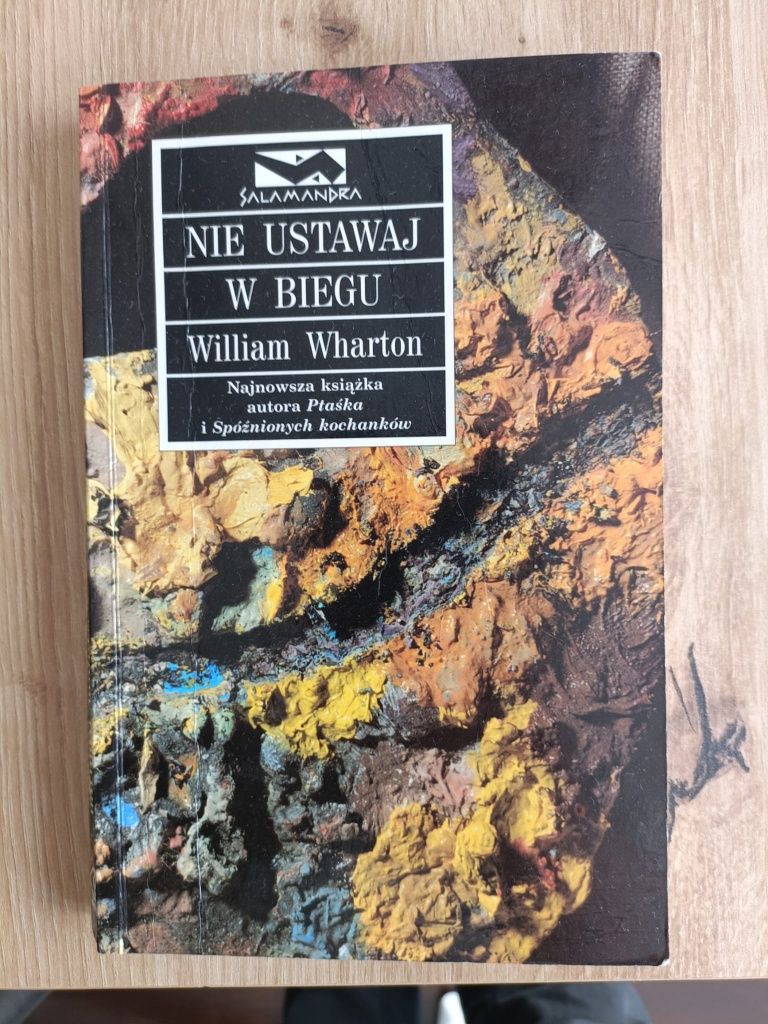 SALAMANDRA
NIE USTAWAJ
W BIEGU
William Wharton
Najnowsza książka
autora Ptaśka
i Spóźnionych kochanków